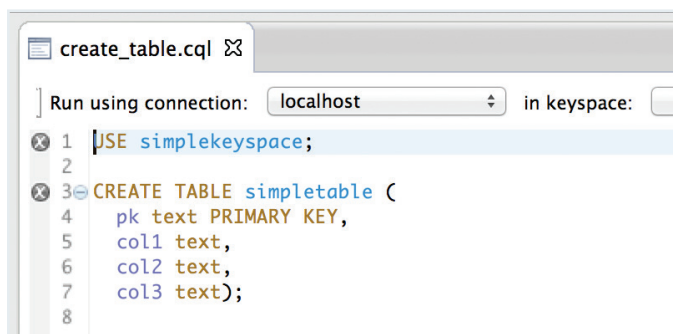 create_table.cql
Run using connection: localhost in keyspace:
1 USE simplekeyspace;
2
3 CREATE TABLE simpletable (
4 pk text PRIMARY KEY,
5 col1 text,
6 col2 text,
7 col3 text);
8